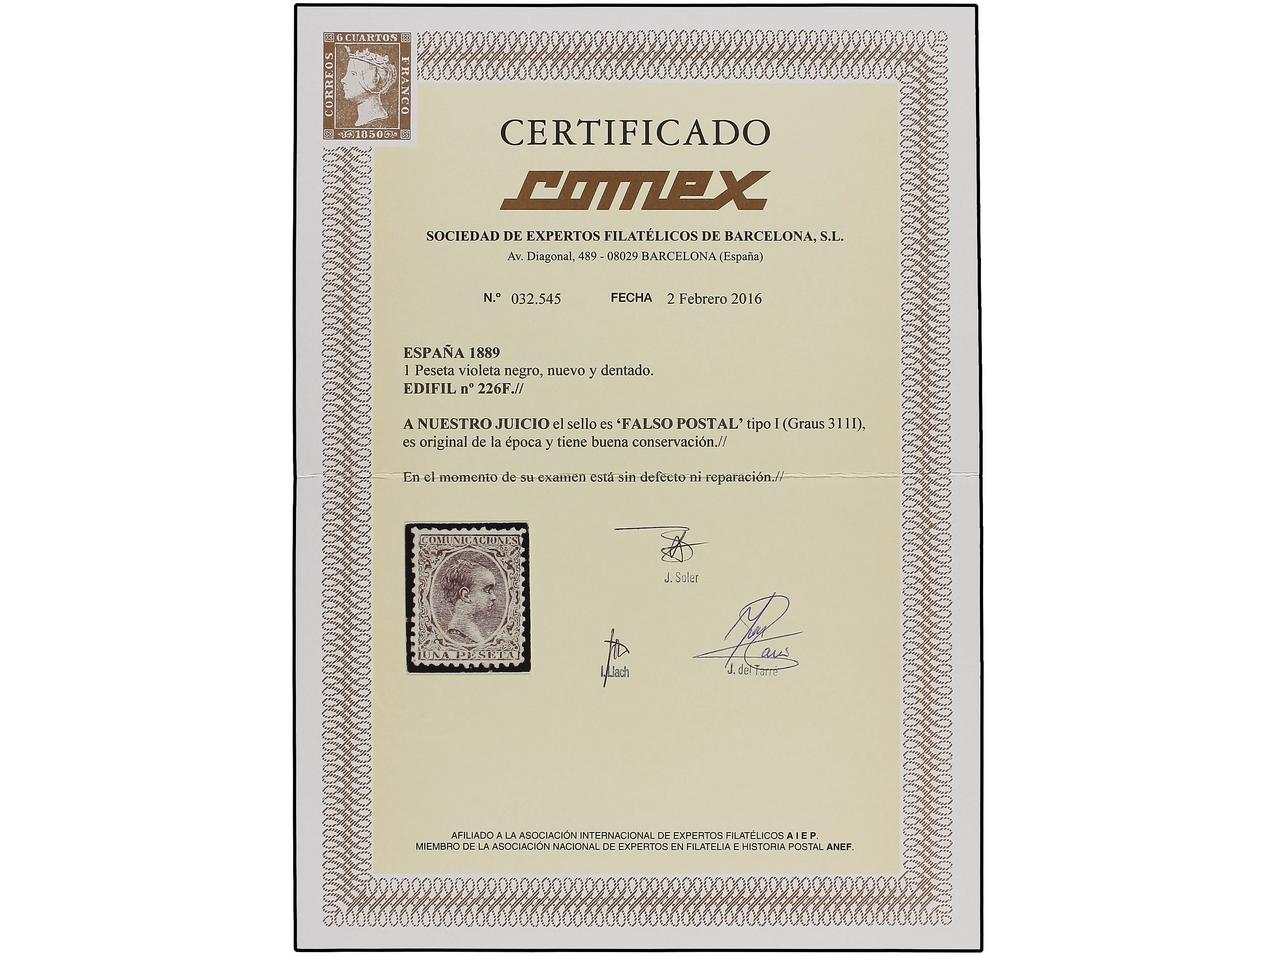 6 CUARTOS
CORREOS
FRANCO
1850
CERTIFICADO
comex
SOCIEDAD DE EXPERTOS FILATÉLICOS DE BARCELONA, S.L.
Av. Diagonal, 489 - 08029 BARCELONA (España)
N.º 032.545 FECHA 2 Febrero 2016
ESPAÑA 1889
1 Peseta violeta negro, nuevo y dentado.
EDIFIL nº 226F.//
A NUESTRO JUICIO el sello es ‘FALSO POSTAL’ tipo I (Graus 311I),
es original de la época y tiene buena conservación.//
En el momento de su examen está sin defecto ni reparación.//
COMUNICACIONES
UNA PESETA
J. Soler
I. Llach
J. del Tarré
AFILIADO A LA ASOCIACIÓN INTERNACIONAL DE EXPERTOS FILATÉLICOS A I E P.
MIEMBRO DE LA ASOCIACIÓN NACIONAL DE EXPERTOS EN FILATELIA E HISTORIA POSTAL ANEF.